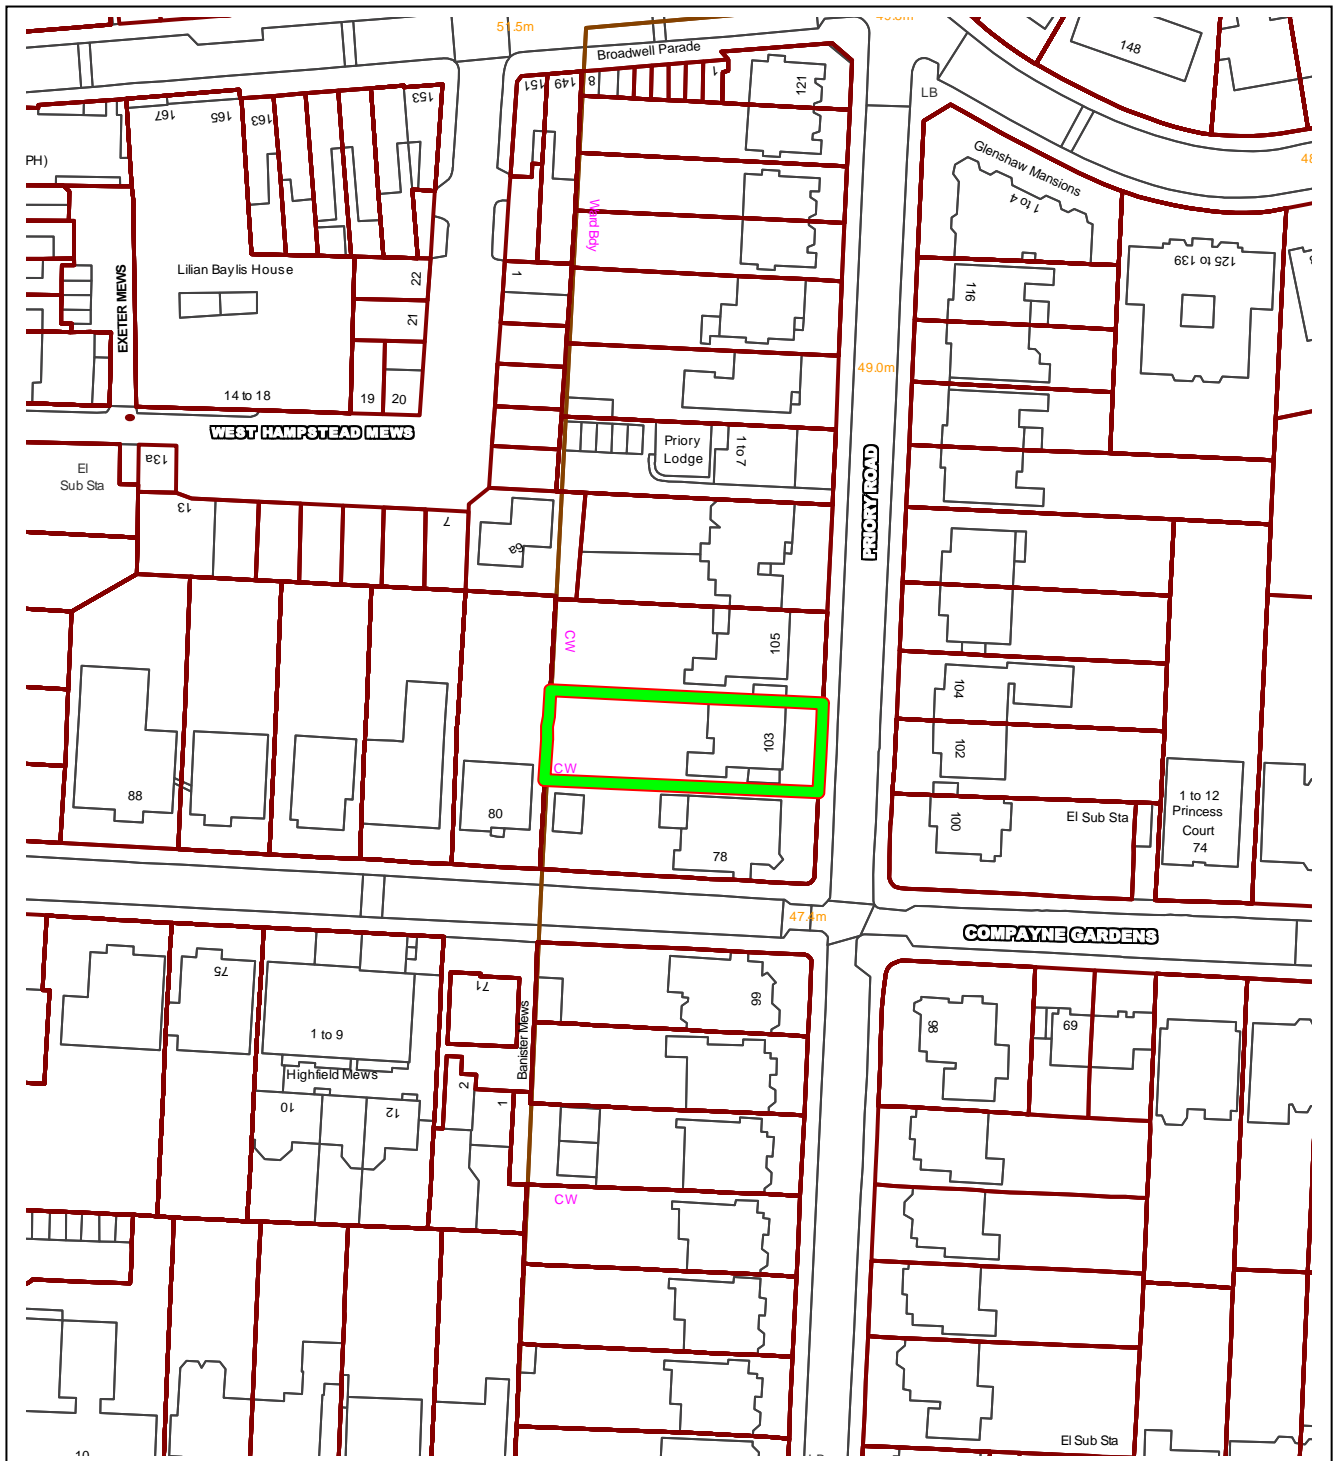 51.5m
Broadwell Parade
148
151
149
8
1
121
LB
153
167
165
163
PH)
Glenshaw Mansions
1 to 4
Ward Bdy
125 to 139
Lilian Baylis House
22
1
116
EXETER MEWS
21
49.0m
14 to 18
19
20
WEST HAMPSTEAD MEWS
Priory
Lodge
1 to 7
13a
El
Sub Sta
PRIORY ROAD
13
7
6a
CW
105
104
103
102
CW
88
80
78
100
El Sub Sta
1 to 12
Princess
Court
74
47.4m
COMPAYNE GARDENS
75
71
66
98
69
1 to 9
Banister Mews
Highfield Mews
10
12
2
1
CW
El Sub Sta